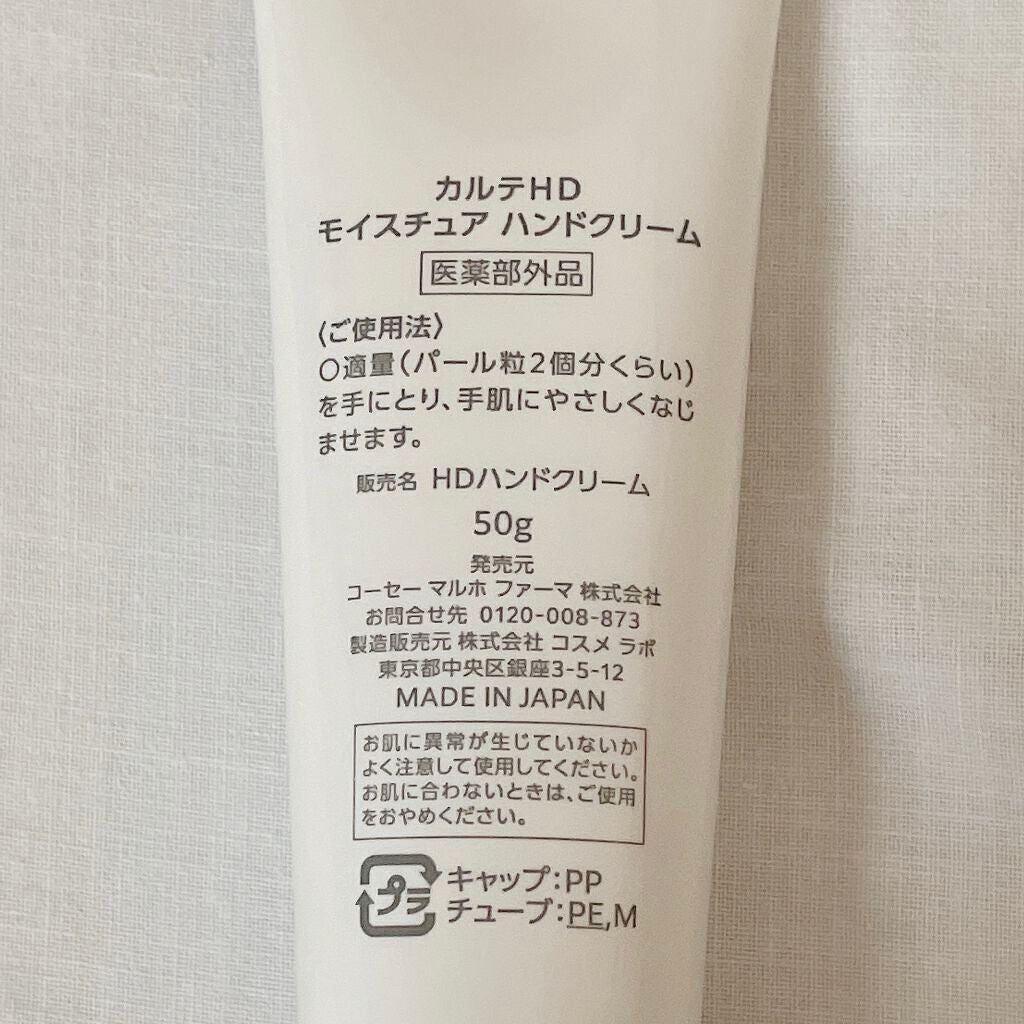 カルテHD
モイスチュア ハンドクリーム
医薬部外品
〈ご使用法〉
○適量(パール粒2個分くらい)
を手にとり、手肌にやさしくなじ
ませます。
販売名 HDハンドクリーム
50g
発売元
コーセー マルホ ファーマ 株式会社
お問合せ先 0120-008-873
製造販売元 株式会社 コスメ ラボ
東京都中央区銀座3-5-12
MADE IN JAPAN
お肌に異常が生じていないか
よく注意して使用してください。
お肌に合わないときは、ご使用
をおやめください。
プラ
キャップ:PP
チューブ:PE,M